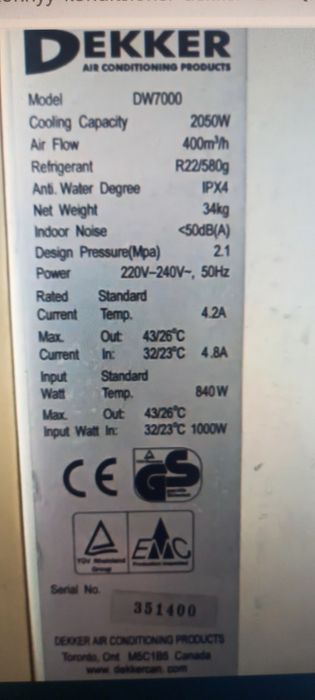 DEKKER
AIR CONDITIONING PRODUCTS
Model DW7000
Cooling Capacity 2050W
Air Flow 400m³/h
Refrigerant R22/580g
Anti. Water Degree IPX4
Net Weight 34kg
Indoor Noise <50dB(A)
Design Pressure(Mpa) 2.1
Power 220V-240V~, 50Hz
Rated Standard
Current Temp. 4.2A
Max. Out: 43/26°C
Current In: 32/23°C 4.8A
Input Standard
Watt Temp. 840W
Max. Out: 43/26°C
Input Watt In: 32/23°C 1000W
CE GS
TÜV Rheinland
Group
EMC
Serial No.
351400
DEKKER AIR CONDITIONING PRODUCTS
Toronto, Ont M5C1B5 Canada
www.dekkercan.com